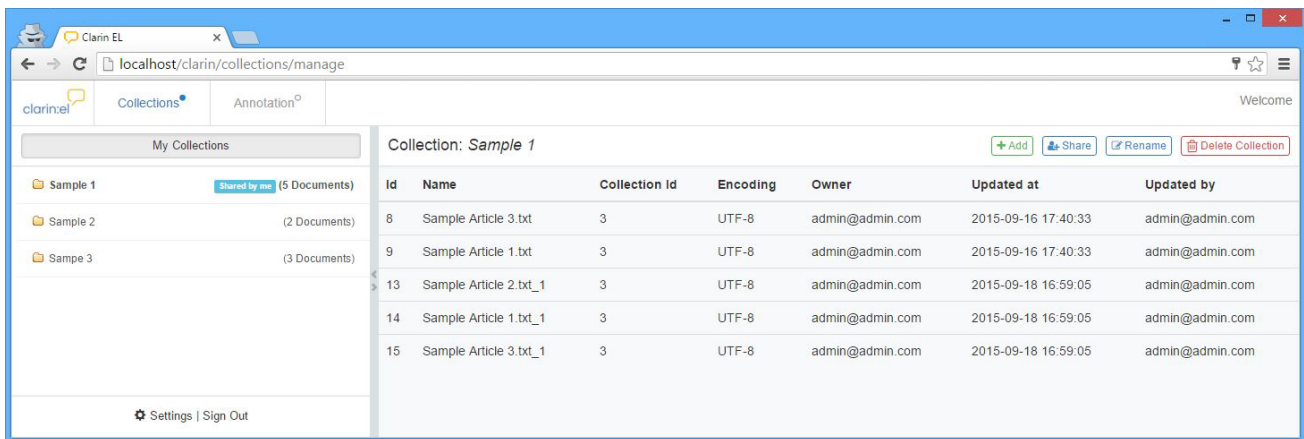 Clarin EL
localhost/clarin/collections/manage
clarin:el Collections Annotation Welcome
My Collections
Collection: Sample 1 Add Share Rename Delete Collection
Sample 1 Shared by me (5 Documents)
Sample 2 (2 Documents)
Sampe 3 (3 Documents)
Id Name Collection Id Encoding Owner Updated at Updated by
8 Sample Article 3.txt 3 UTF-8 admin@admin.com 2015-09-16 17:40:33 admin@admin.com
9 Sample Article 1.txt 3 UTF-8 admin@admin.com 2015-09-16 17:40:33 admin@admin.com
13 Sample Article 2.txt_1 3 UTF-8 admin@admin.com 2015-09-18 16:59:05 admin@admin.com
14 Sample Article 1.txt_1 3 UTF-8 admin@admin.com 2015-09-18 16:59:05 admin@admin.com
15 Sample Article 3.txt_1 3 UTF-8 admin@admin.com 2015-09-18 16:59:05 admin@admin.com
Settings | Sign Out